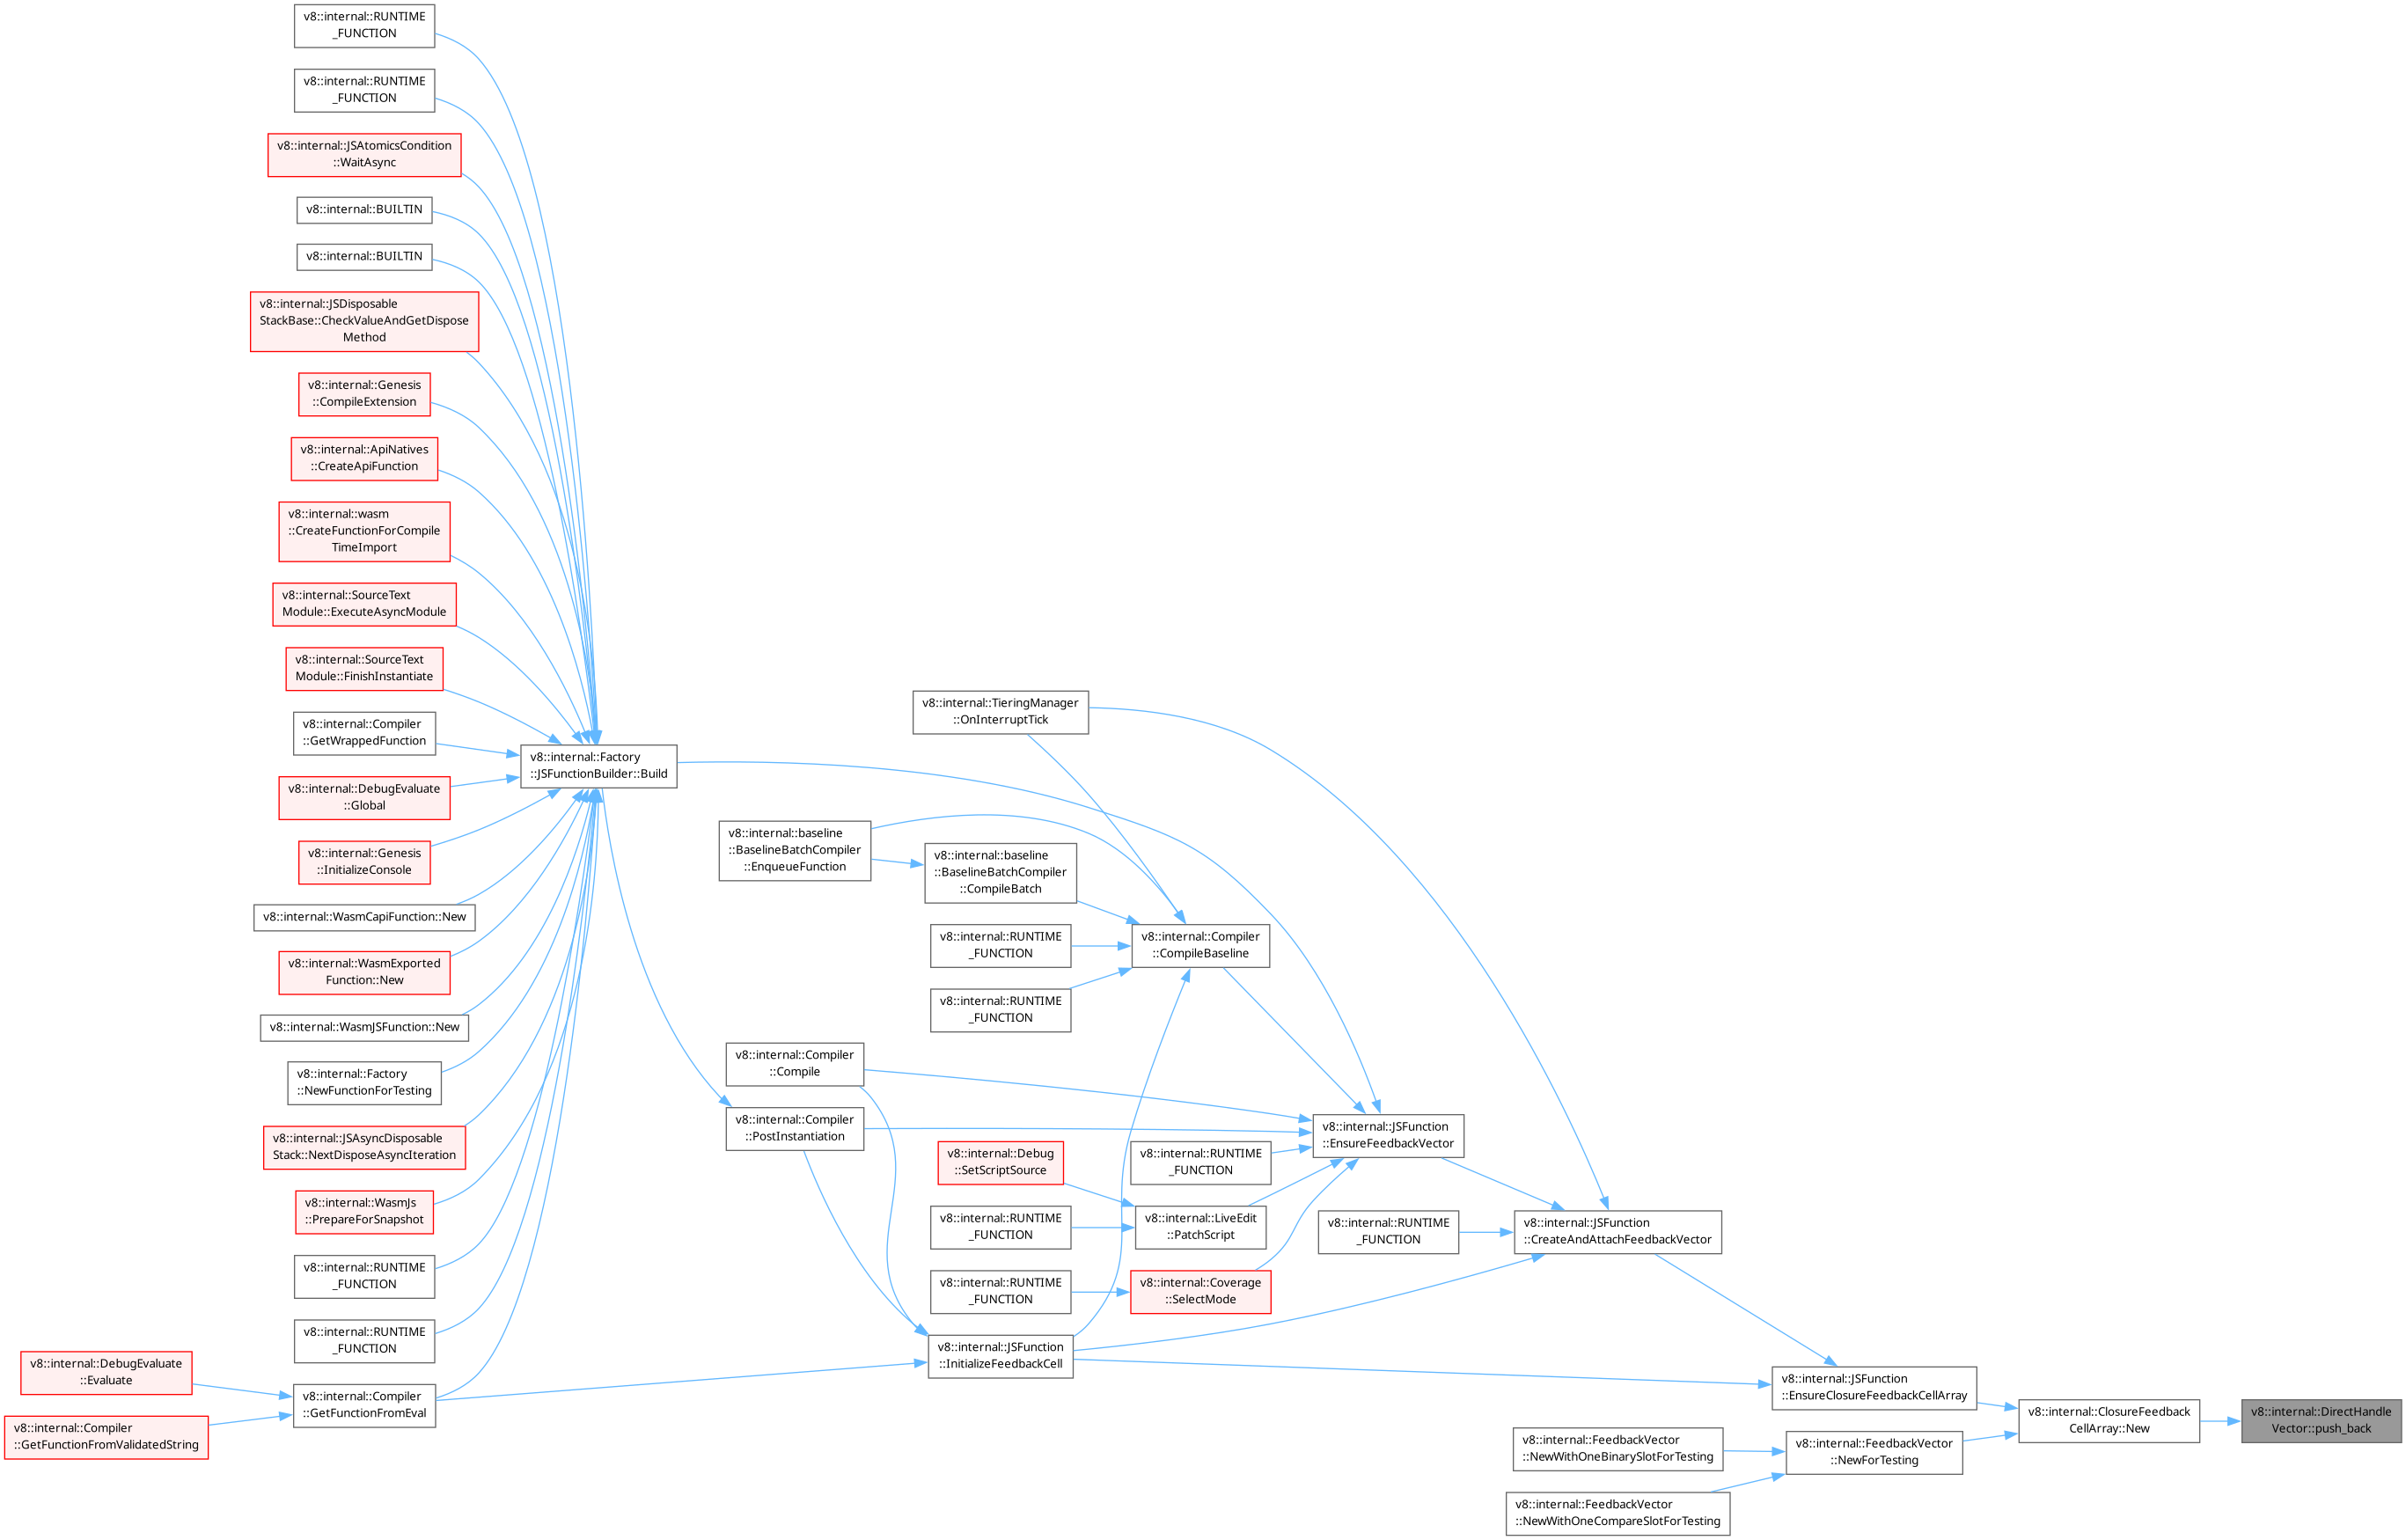 v8::internal::RUNTIME
_FUNCTION
v8::internal::RUNTIME
_FUNCTION
v8::internal::JSAtomicsCondition
::WaitAsync
v8::internal::BUILTIN
v8::internal::BUILTIN
v8::internal::JSDisposable
StackBase::CheckValueAndGetDispose
Method
v8::internal::Genesis
::CompileExtension
v8::internal::ApiNatives
::CreateApiFunction
v8::internal::wasm
::CreateFunctionForCompile
TimeImport
v8::internal::SourceText
Module::ExecuteAsyncModule
v8::internal::SourceText
Module::FinishInstantiate
v8::internal::Compiler
::GetWrappedFunction
v8::internal::DebugEvaluate
::Global
v8::internal::Genesis
::InitializeConsole
v8::internal::WasmCapiFunction::New
v8::internal::WasmExported
Function::New
v8::internal::WasmJSFunction::New
v8::internal::Factory
::NewFunctionForTesting
v8::internal::JSAsyncDisposable
Stack::NextDisposeAsyncIteration
v8::internal::WasmJs
::PrepareForSnapshot
v8::internal::RUNTIME
_FUNCTION
v8::internal::RUNTIME
_FUNCTION
v8::internal::DebugEvaluate
::Evaluate
v8::internal::Compiler
::GetFunctionFromValidatedString
v8::internal::Compiler
::GetFunctionFromEval
v8::internal::Factory
::JSFunctionBuilder::Build
v8::internal::TieringManager
::OnInterruptTick
v8::internal::baseline
::BaselineBatchCompiler
::EnqueueFunction
v8::internal::baseline
::BaselineBatchCompiler
::CompileBatch
v8::internal::RUNTIME
_FUNCTION
v8::internal::RUNTIME
_FUNCTION
v8::internal::Compiler
::CompileBaseline
v8::internal::Compiler
::Compile
v8::internal::Compiler
::PostInstantiation
v8::internal::Debug
::SetScriptSource
v8::internal::RUNTIME
_FUNCTION
v8::internal::RUNTIME
_FUNCTION
v8::internal::JSFunction
::InitializeFeedbackCell
v8::internal::RUNTIME
_FUNCTION
v8::internal::LiveEdit
::PatchScript
v8::internal::Coverage
::SelectMode
v8::internal::JSFunction
::EnsureFeedbackVector
v8::internal::RUNTIME
_FUNCTION
v8::internal::JSFunction
::CreateAndAttachFeedbackVector
v8::internal::JSFunction
::EnsureClosureFeedbackCellArray
v8::internal::FeedbackVector
::NewWithOneBinarySlotForTesting
v8::internal::FeedbackVector
::NewWithOneCompareSlotForTesting
v8::internal::FeedbackVector
::NewForTesting
v8::internal::ClosureFeedback
CellArray::New
v8::internal::DirectHandle
Vector::push_back